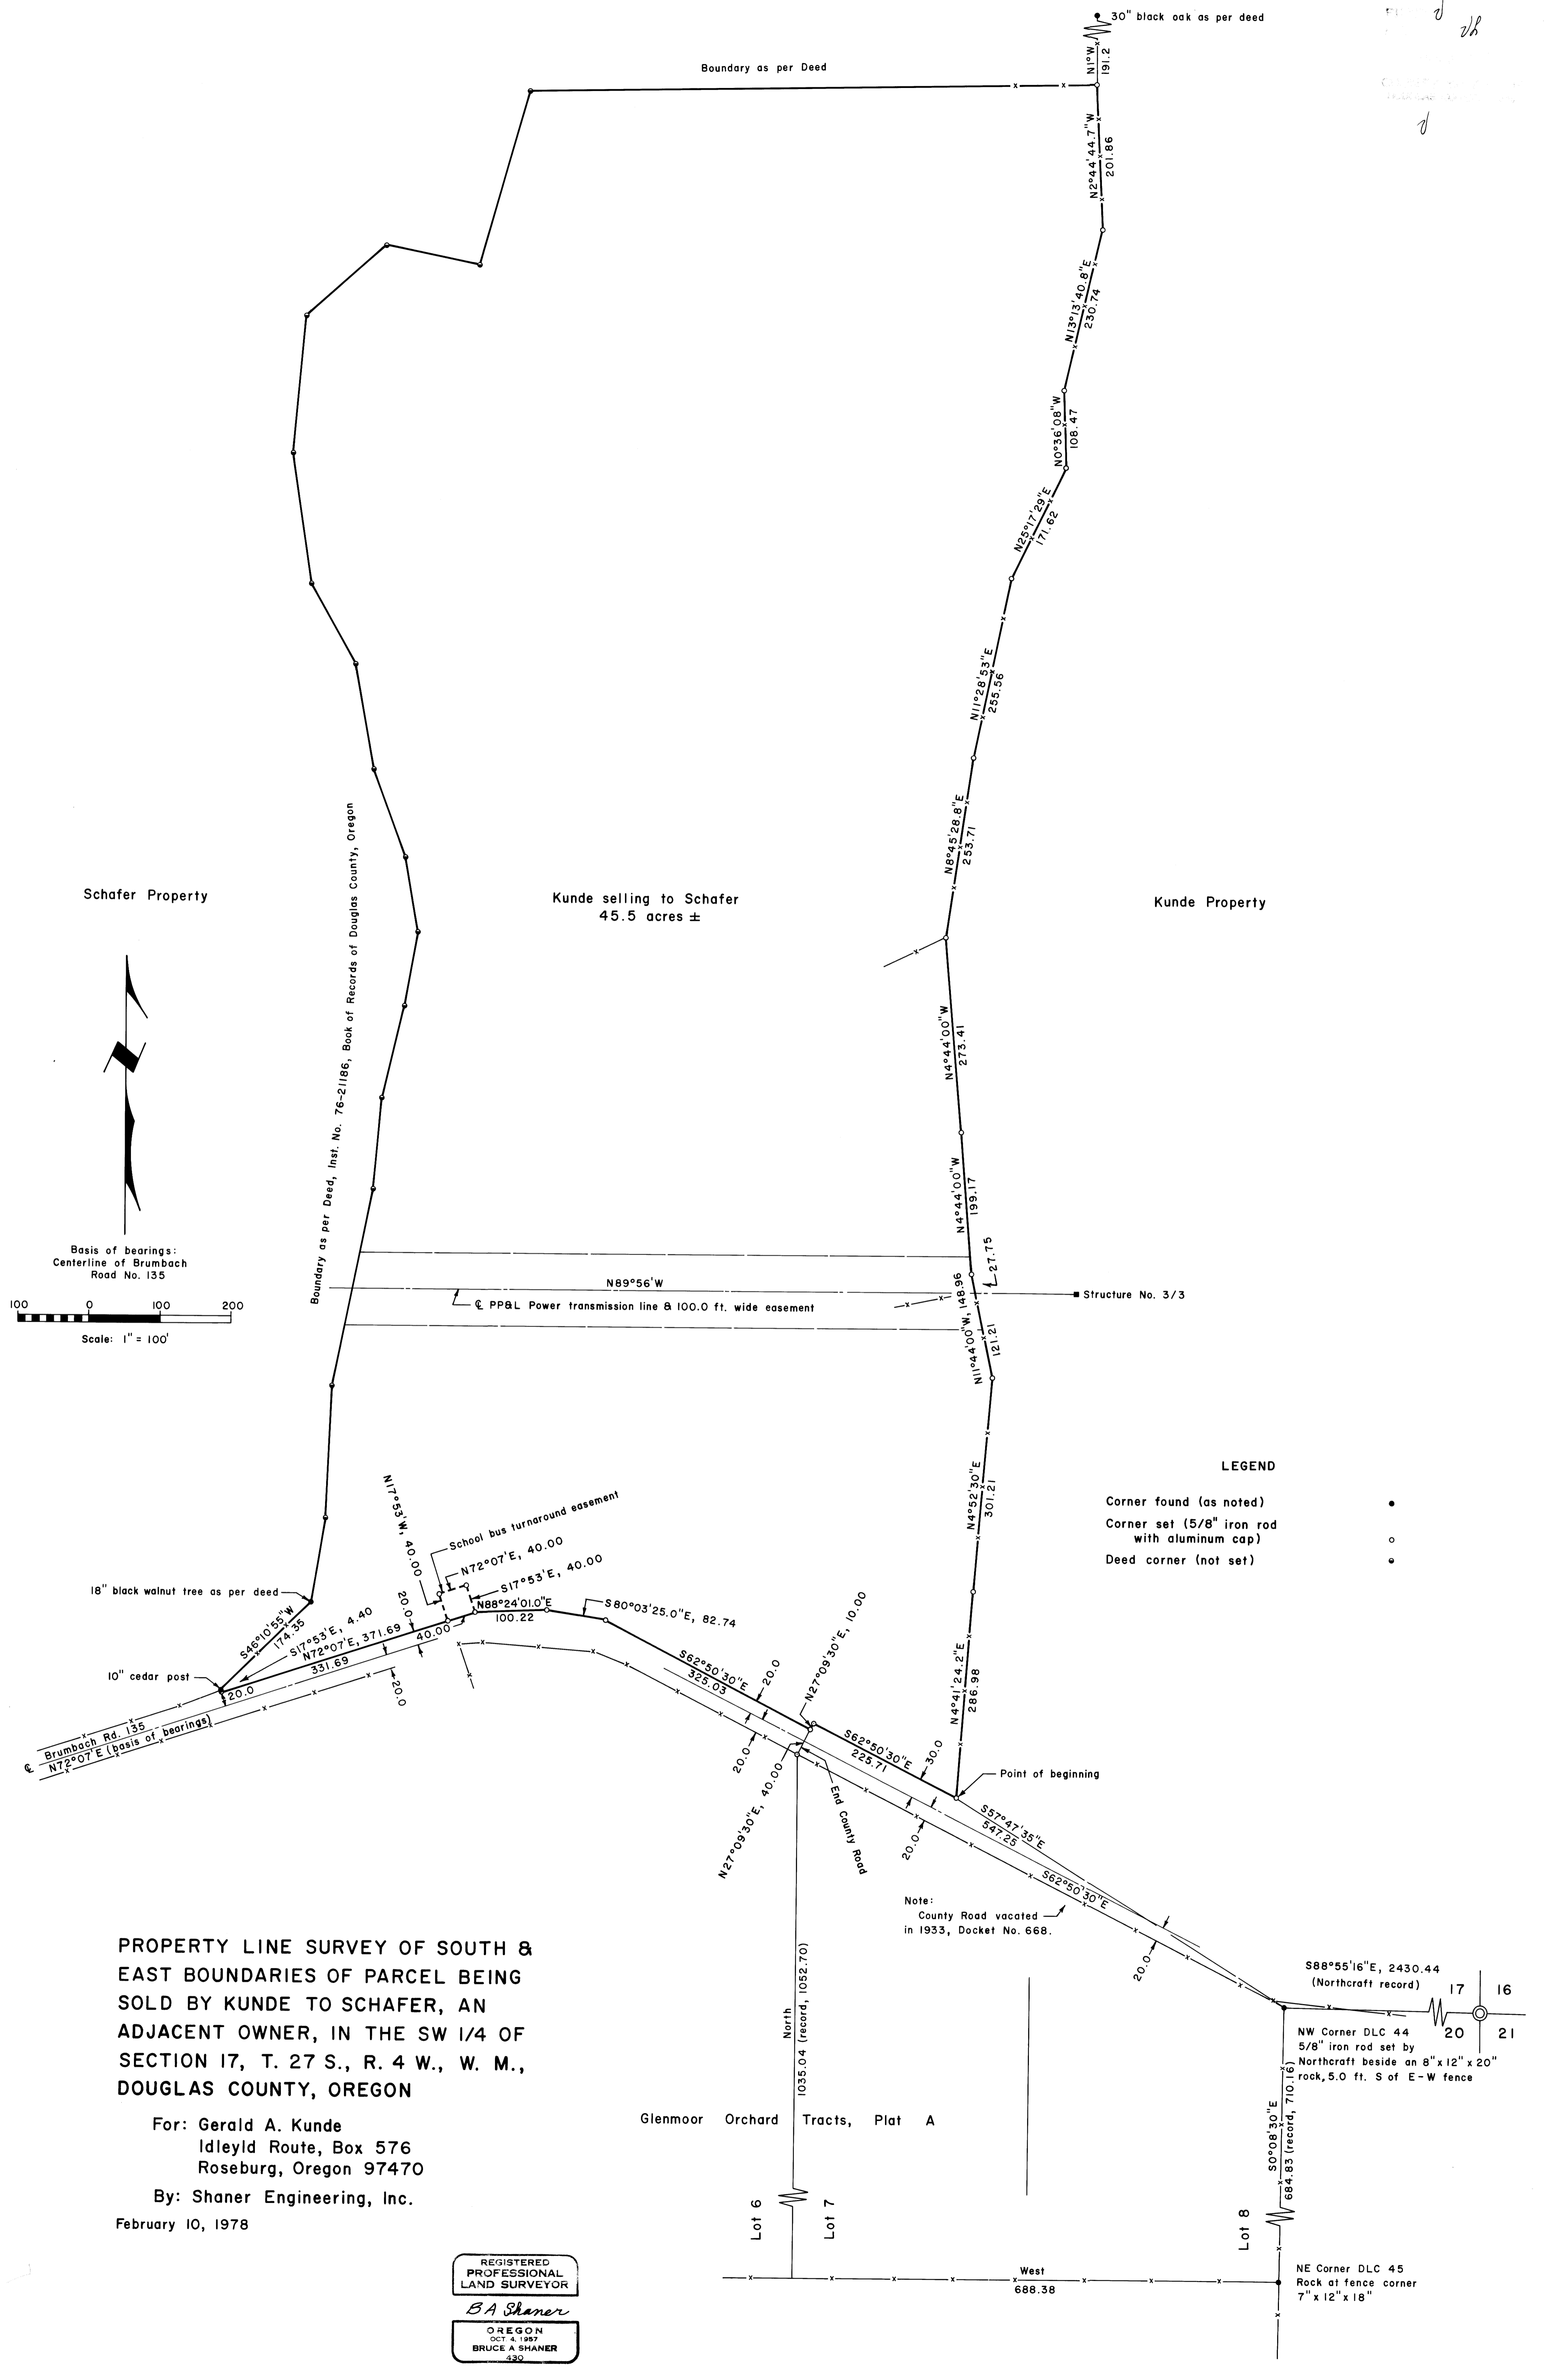 30" black oak as per deed
Boundary as per Deed
N1°W
191.2
N2°44'44.7"W
201.86
N13°13'40.8"E
230.74
N0°36'08"W
108.47
N25°17'29"E
171.62
N11°28'53"E
255.56
N8°45'28.8"E
253.71
Schafer Property
Kunde selling to Schafer
45.5 acres ±
Kunde Property
Boundary as per Deed, Inst. No. 76-21186, Book of Records of Douglas County, Oregon
N4°44'00"W
273.41
N4°44'00"W
199.17
27.75
Basis of bearings:
Centerline of Brumbach
Road No. 135
100 0 100 200
Scale: 1" = 100'
N89°56'W
℄ PP&L Power transmission line & 100.0 ft. wide easement
Structure No. 3/3
N11°44'00"W, 148.96
121.21
N4°52'30"E
301.21
LEGEND
Corner found (as noted)
Corner set (5/8" iron rod
with aluminum cap)
Deed corner (not set)
N17°53'W, 40.00
School bus turnaround easement
N72°07'E, 40.00
S17°53'E, 40.00
18" black walnut tree as per deed
S46°10'55"W
174.35
S17°53'E, 4.40
N72°07'E, 371.69
331.69
20.0
40.00
N88°24'01.0"E
100.22
S80°03'25.0"E, 82.74
10" cedar post
20.0
20.0
Brumbach Rd. 135
℄ N72°07'E (basis of bearings)
S62°50'30"E
325.03
20.0
20.0
N27°09'30"E, 10.00
N27°09'30"E, 40.00
End County Road
S62°50'30"E
225.71
30.0
20.0
N4°41'24.2"E
286.98
Point of beginning
S57°47'35"E
547.25
S62°50'30"E
20.0
Note:
County Road vacated
in 1933, Docket No. 668.
S88°55'16"E, 2430.44
(Northcraft record)
17 16
20 21
NW Corner DLC 44
5/8" iron rod set by
Northcraft beside an 8" x 12" x 20"
rock, 5.0 ft. S of E-W fence
North
1035.04 (record, 1052.70)
S0°08'30"E
684.83 (record, 710.16)
Glenmoor Orchard Tracts, Plat A
Lot 6
Lot 7
Lot 8
West
688.38
NE Corner DLC 45
Rock at fence corner
7" x 12" x 18"
PROPERTY LINE SURVEY OF SOUTH &
EAST BOUNDARIES OF PARCEL BEING
SOLD BY KUNDE TO SCHAFER, AN
ADJACENT OWNER, IN THE SW 1/4 OF
SECTION 17, T. 27 S., R. 4 W., W. M.,
DOUGLAS COUNTY, OREGON
For: Gerald A. Kunde
Idleyld Route, Box 576
Roseburg, Oregon 97470
By: Shaner Engineering, Inc.
February 10, 1978
REGISTERED
PROFESSIONAL
LAND SURVEYOR
B A Shaner
OREGON
OCT. 4, 1957
BRUCE A SHANER
430